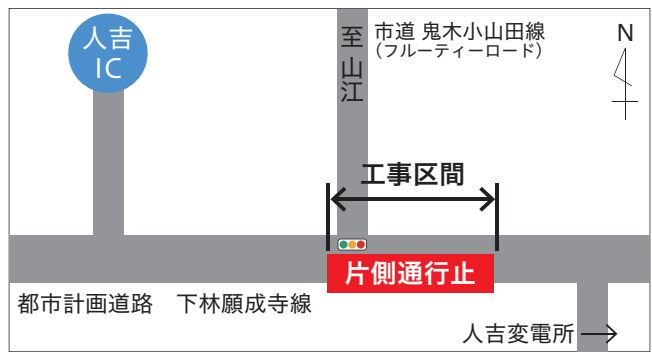 人吉
IC
至山江
市道 鬼木小山田線
（フルーティーロード）
N
工事区間
片側通行止
都市計画道路　下林願成寺線
人吉変電所